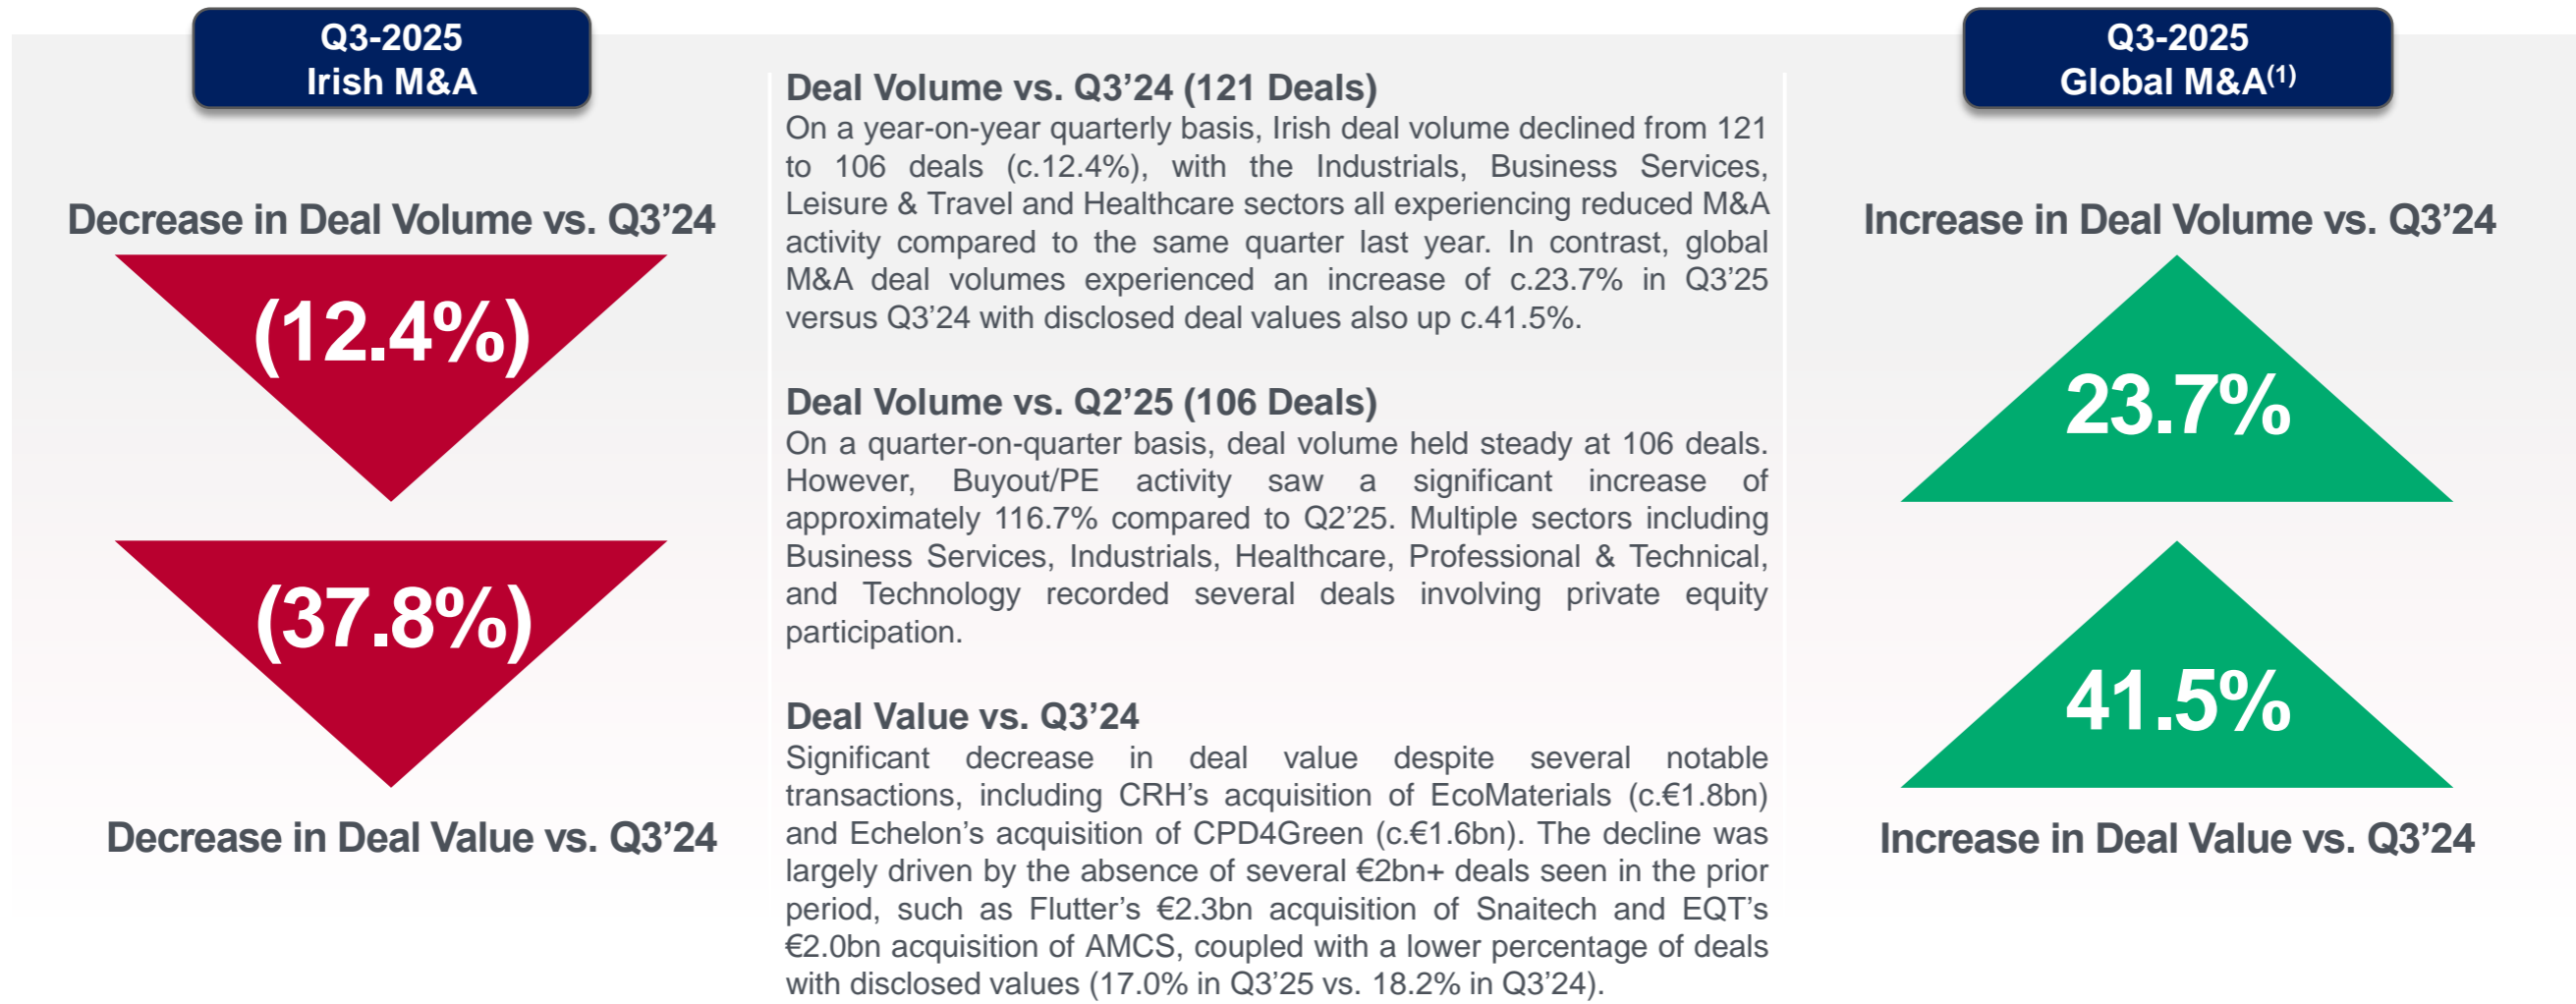 Q3-2025
Irish M&A
Decrease in Deal Volume vs. Q3’24
(12.4%)
(37.8%)
Decrease in Deal Value vs. Q3’24
Deal Volume vs. Q3’24 (121 Deals)
On a year-on-year quarterly basis, Irish deal volume declined from 121
to 106 deals (c.12.4%), with the Industrials, Business Services,
Leisure & Travel and Healthcare sectors all experiencing reduced M&A
activity compared to the same quarter last year. In contrast, global
M&A deal volumes experienced an increase of c.23.7% in Q3’25
versus Q3’24 with disclosed deal values also up c.41.5%.
Deal Volume vs. Q2’25 (106 Deals)
On a quarter-on-quarter basis, deal volume held steady at 106 deals.
However, Buyout/PE activity saw a significant increase of
approximately 116.7% compared to Q2’25. Multiple sectors including
Business Services, Industrials, Healthcare, Professional & Technical,
and Technology recorded several deals involving private equity
participation.
Deal Value vs. Q3’24
Significant decrease in deal value despite several notable
transactions, including CRH’s acquisition of EcoMaterials (c.€1.8bn)
and Echelon’s acquisition of CPD4Green (c.€1.6bn). The decline was
largely driven by the absence of several €2bn+ deals seen in the prior
period, such as Flutter’s €2.3bn acquisition of Snaitech and EQT’s
€2.0bn acquisition of AMCS, coupled with a lower percentage of deals
with disclosed values (17.0% in Q3’25 vs. 18.2% in Q3’24).
Q3-2025
Global M&A(1)
Increase in Deal Volume vs. Q3’24
23.7%
41.5%
Increase in Deal Value vs. Q3’24